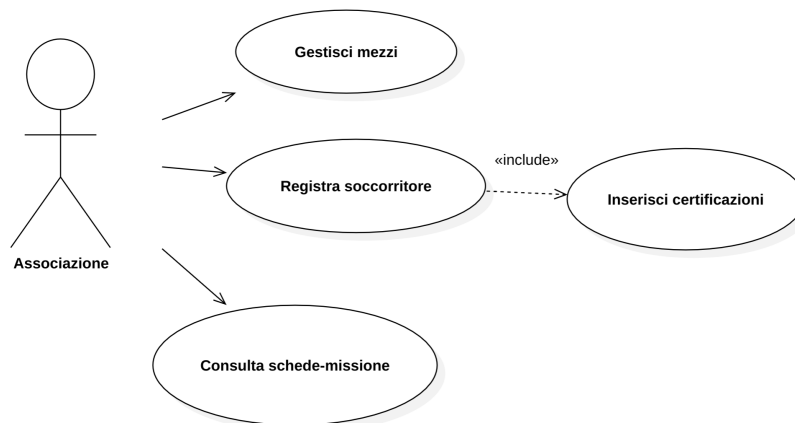 Gestisci mezzi
«include»
Registra soccorritore
Inserisci certificazioni
Associazione
Consulta schede-missione